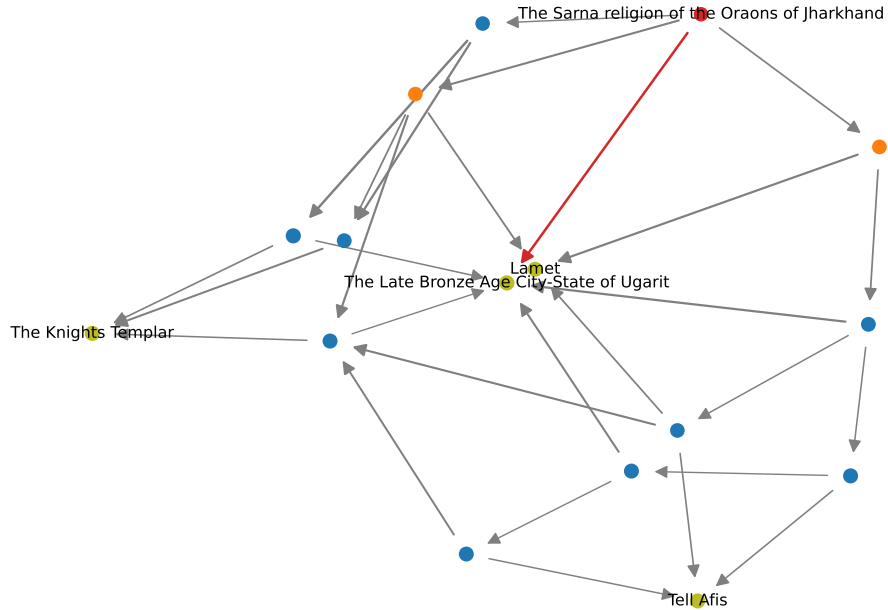 The Sarna religion of the Oraons of Jharkhand
Lamet
The Late Bronze Age City-State of Ugarit
The Knights Templar
Tell Afis